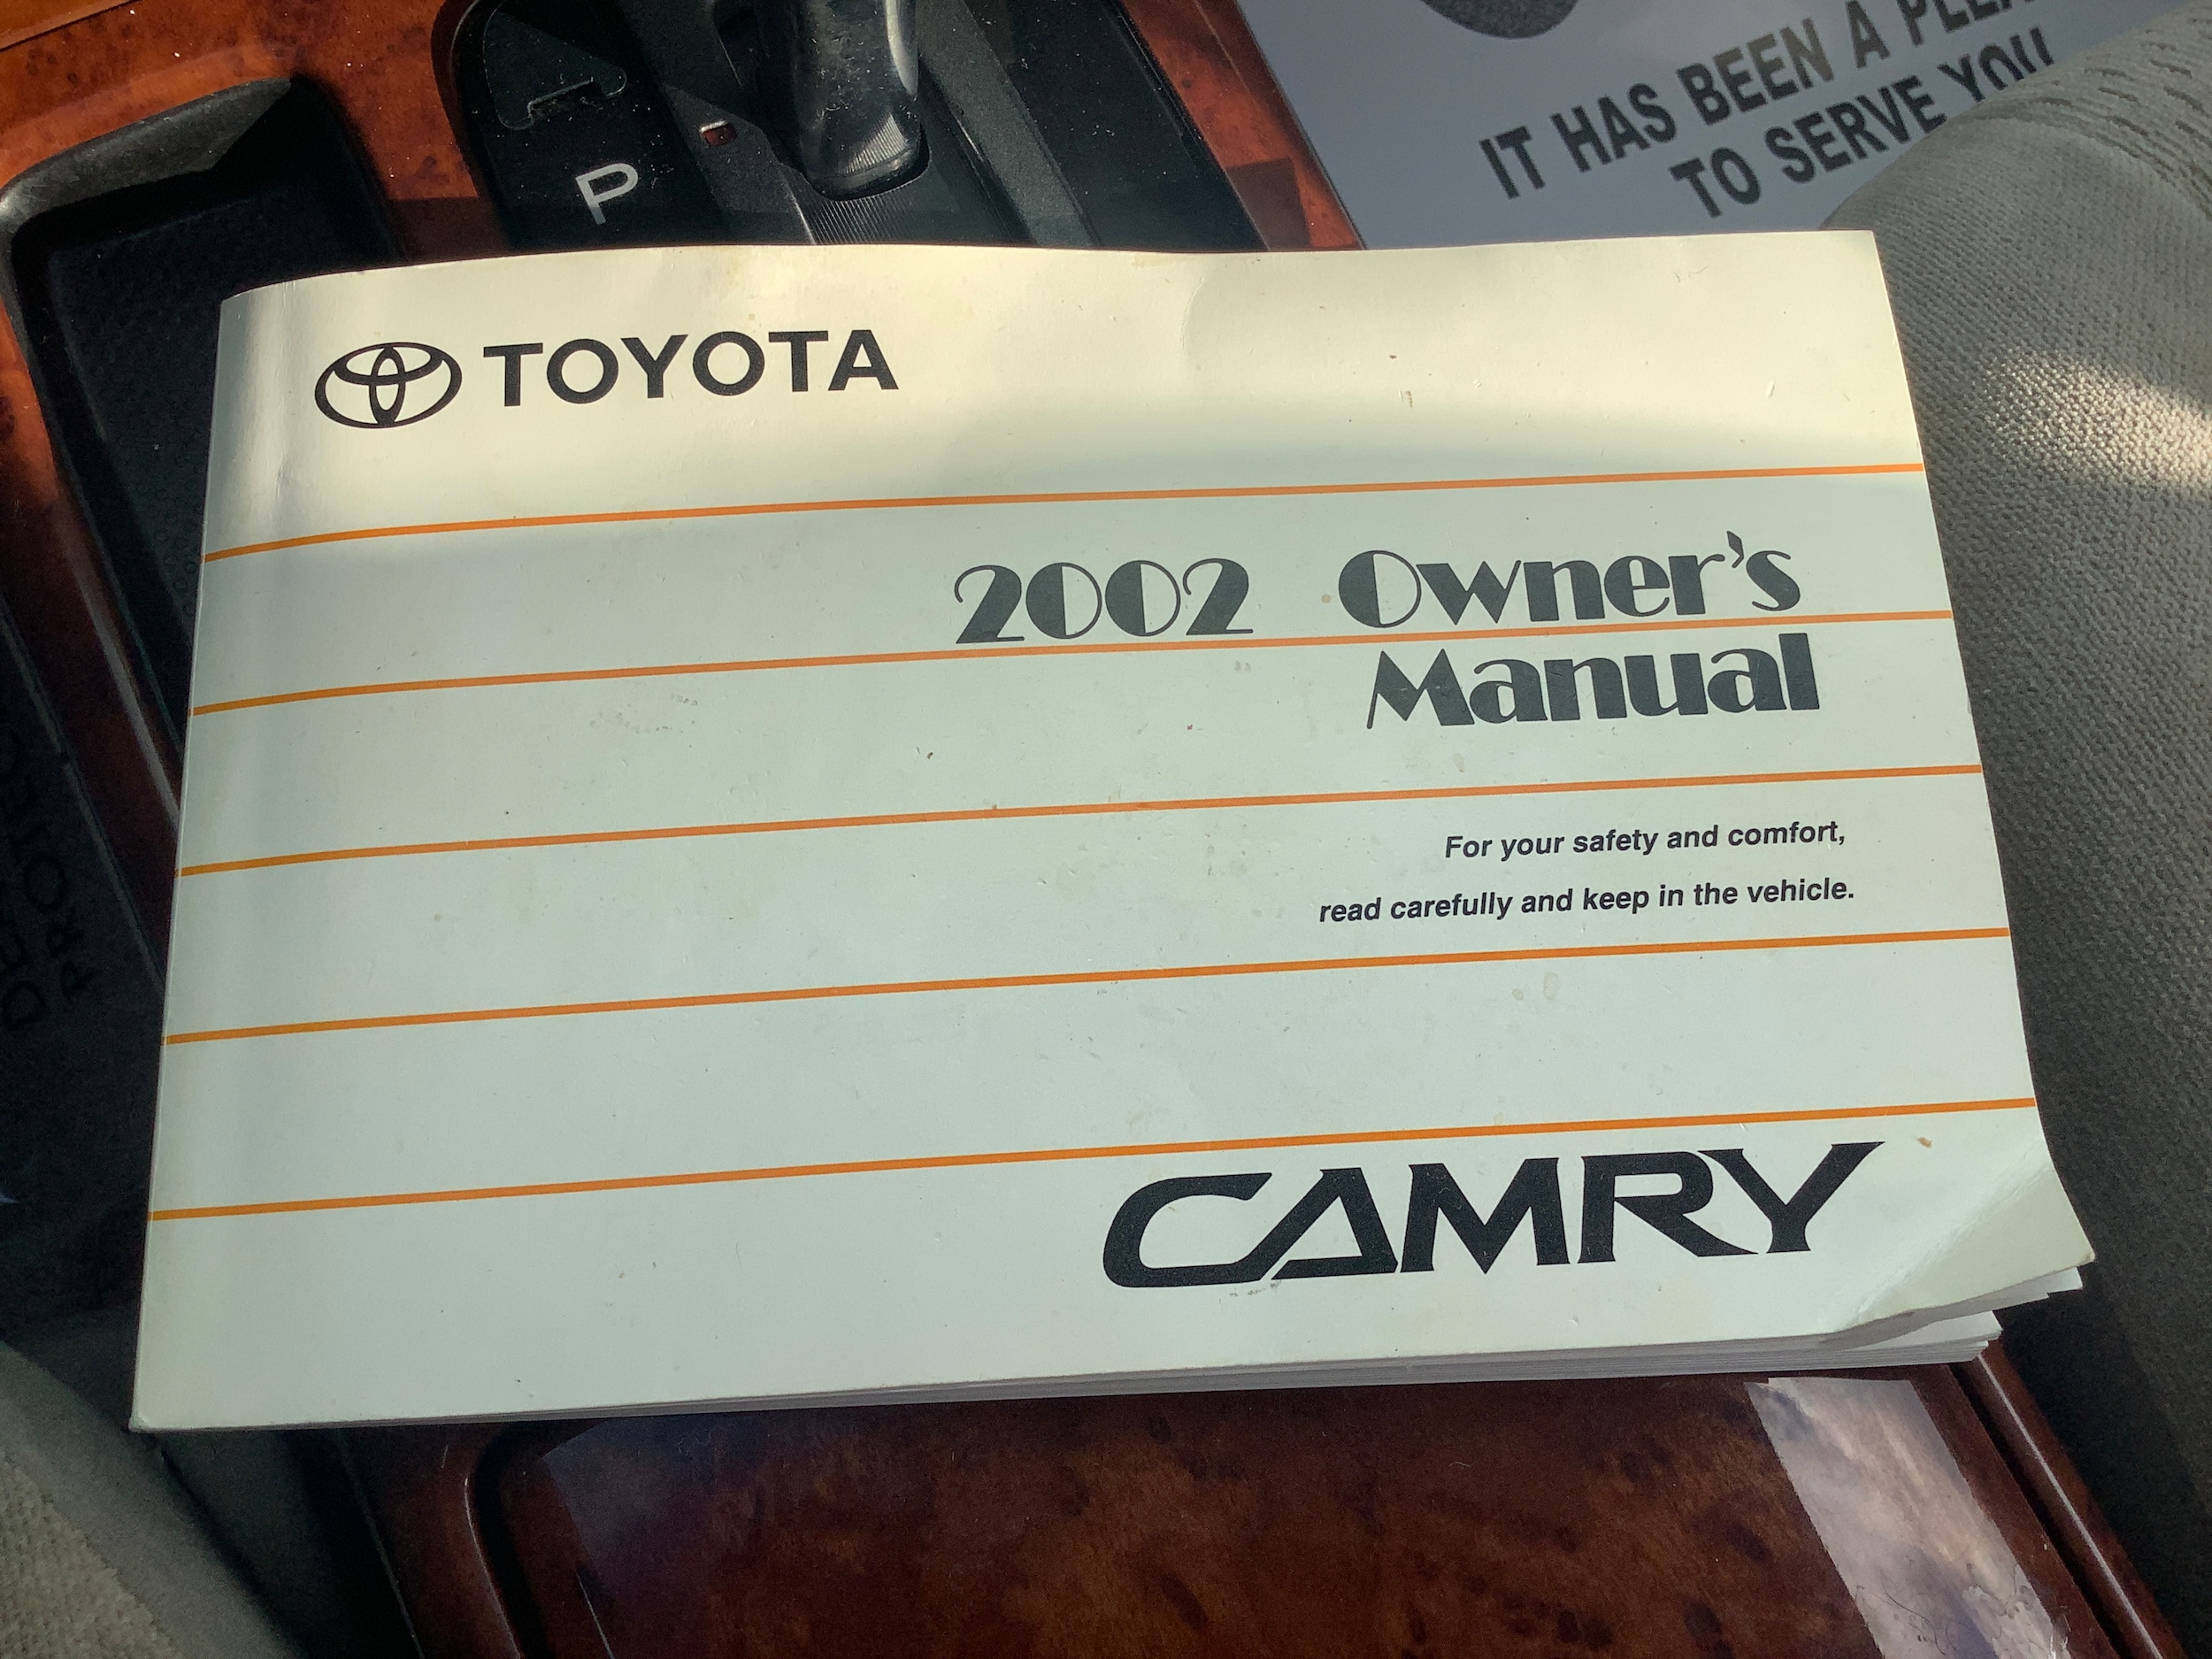 P
IT HAS BEEN A
TO SERVE YOU
TOYOTA
2002 Owner's
Manual
For your safety and comfort,
read carefully and keep in the vehicle.
CAMRY